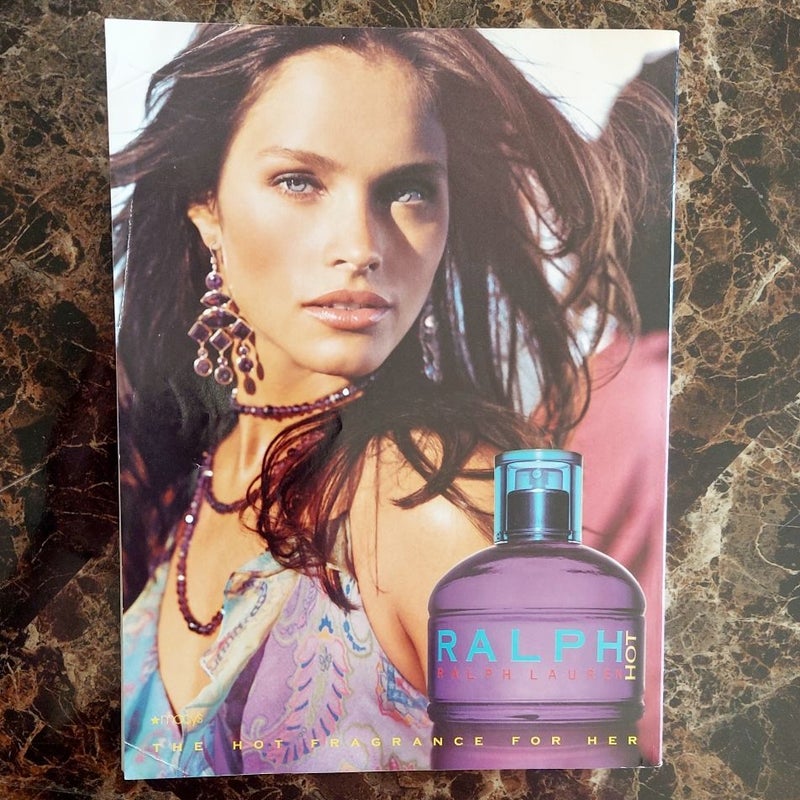 RALPH HOT
RALPH LAUREN
★macy's
THE HOT FRAGRANCE FOR HER